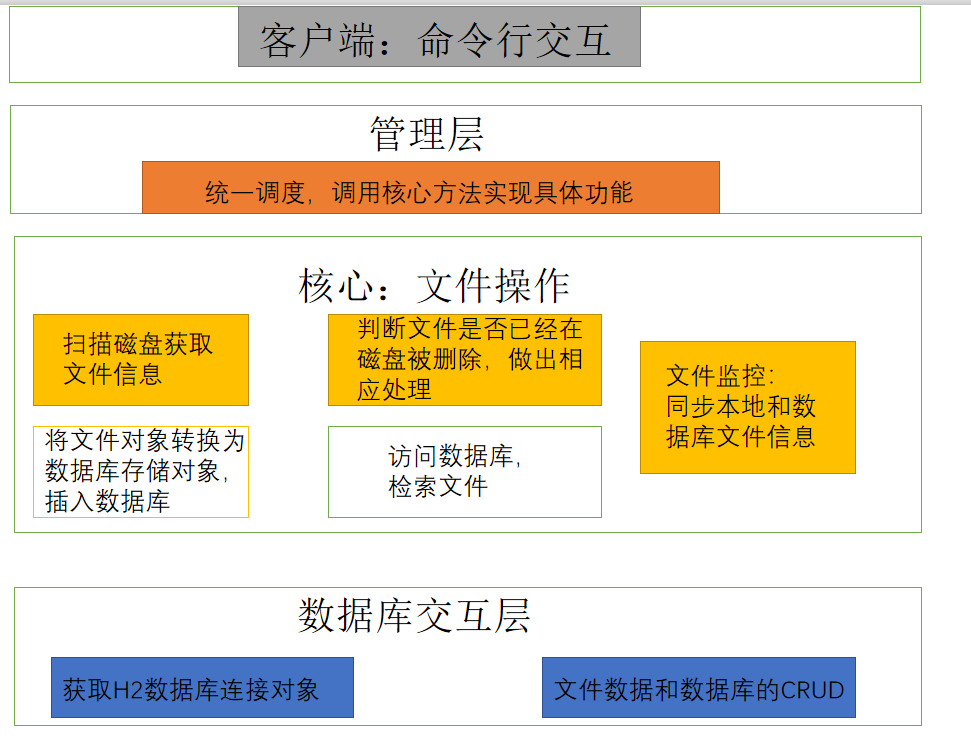 客户端：命令行交互
管理层
统一调度，调用核心方法实现具体功能
核心：文件操作
扫描磁盘获取
文件信息
判断文件是否已经在
磁盘被删除，做出相
应处理
文件监控：
同步本地和数
据库文件信息
将文件对象转换为
数据库存储对象，
插入数据库
访问数据库，
检索文件
数据库交互层
获取H2数据库连接对象
文件数据和数据库的CRUD